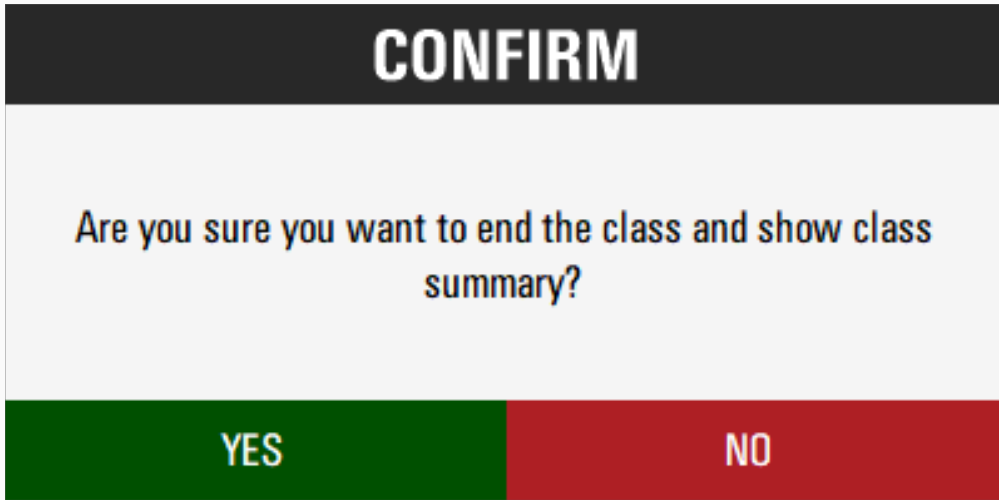 CONFIRM
Are you sure you want to end the class and show class
summary?
YES
NO